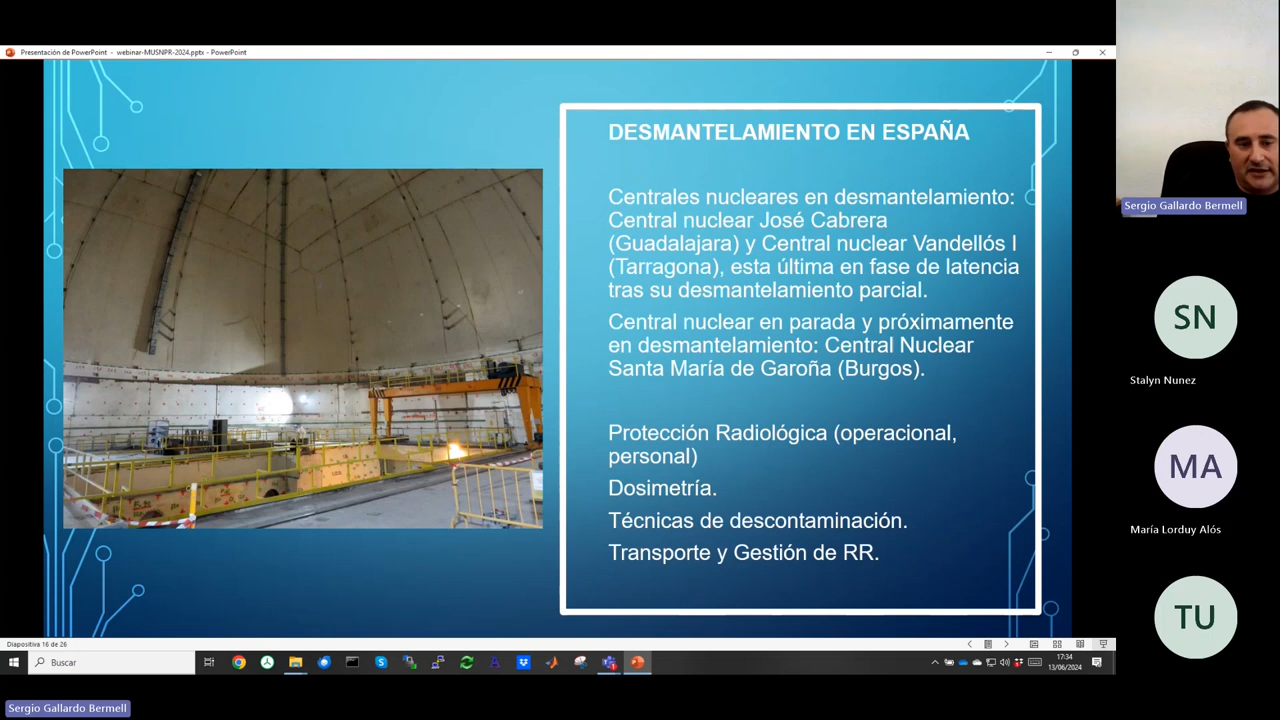 Presentación de PowerPoint - webinar-MUSNPR-2024.pptx - PowerPoint
DESMANTELAMIENTO EN ESPAÑA
Centrales nucleares en desmantelamiento:
Central nuclear José Cabrera
(Guadalajara) y Central nuclear Vandellós I
(Tarragona), esta última en fase de latencia
tras su desmantelamiento parcial.
Central nuclear en parada y próximamente
en desmantelamiento: Central Nuclear
Santa María de Garoña (Burgos).
Protección Radiológica (operacional,
personal)
Dosimetría.
Técnicas de descontaminación.
Transporte y Gestión de RR.
Diapositiva 16 de 26
Buscar
17:34
13/06/2024
Sergio Gallardo Bermell
SN
Stalyn Nunez
MA
María Lorduy Alós
TU
Sergio Gallardo Bermell